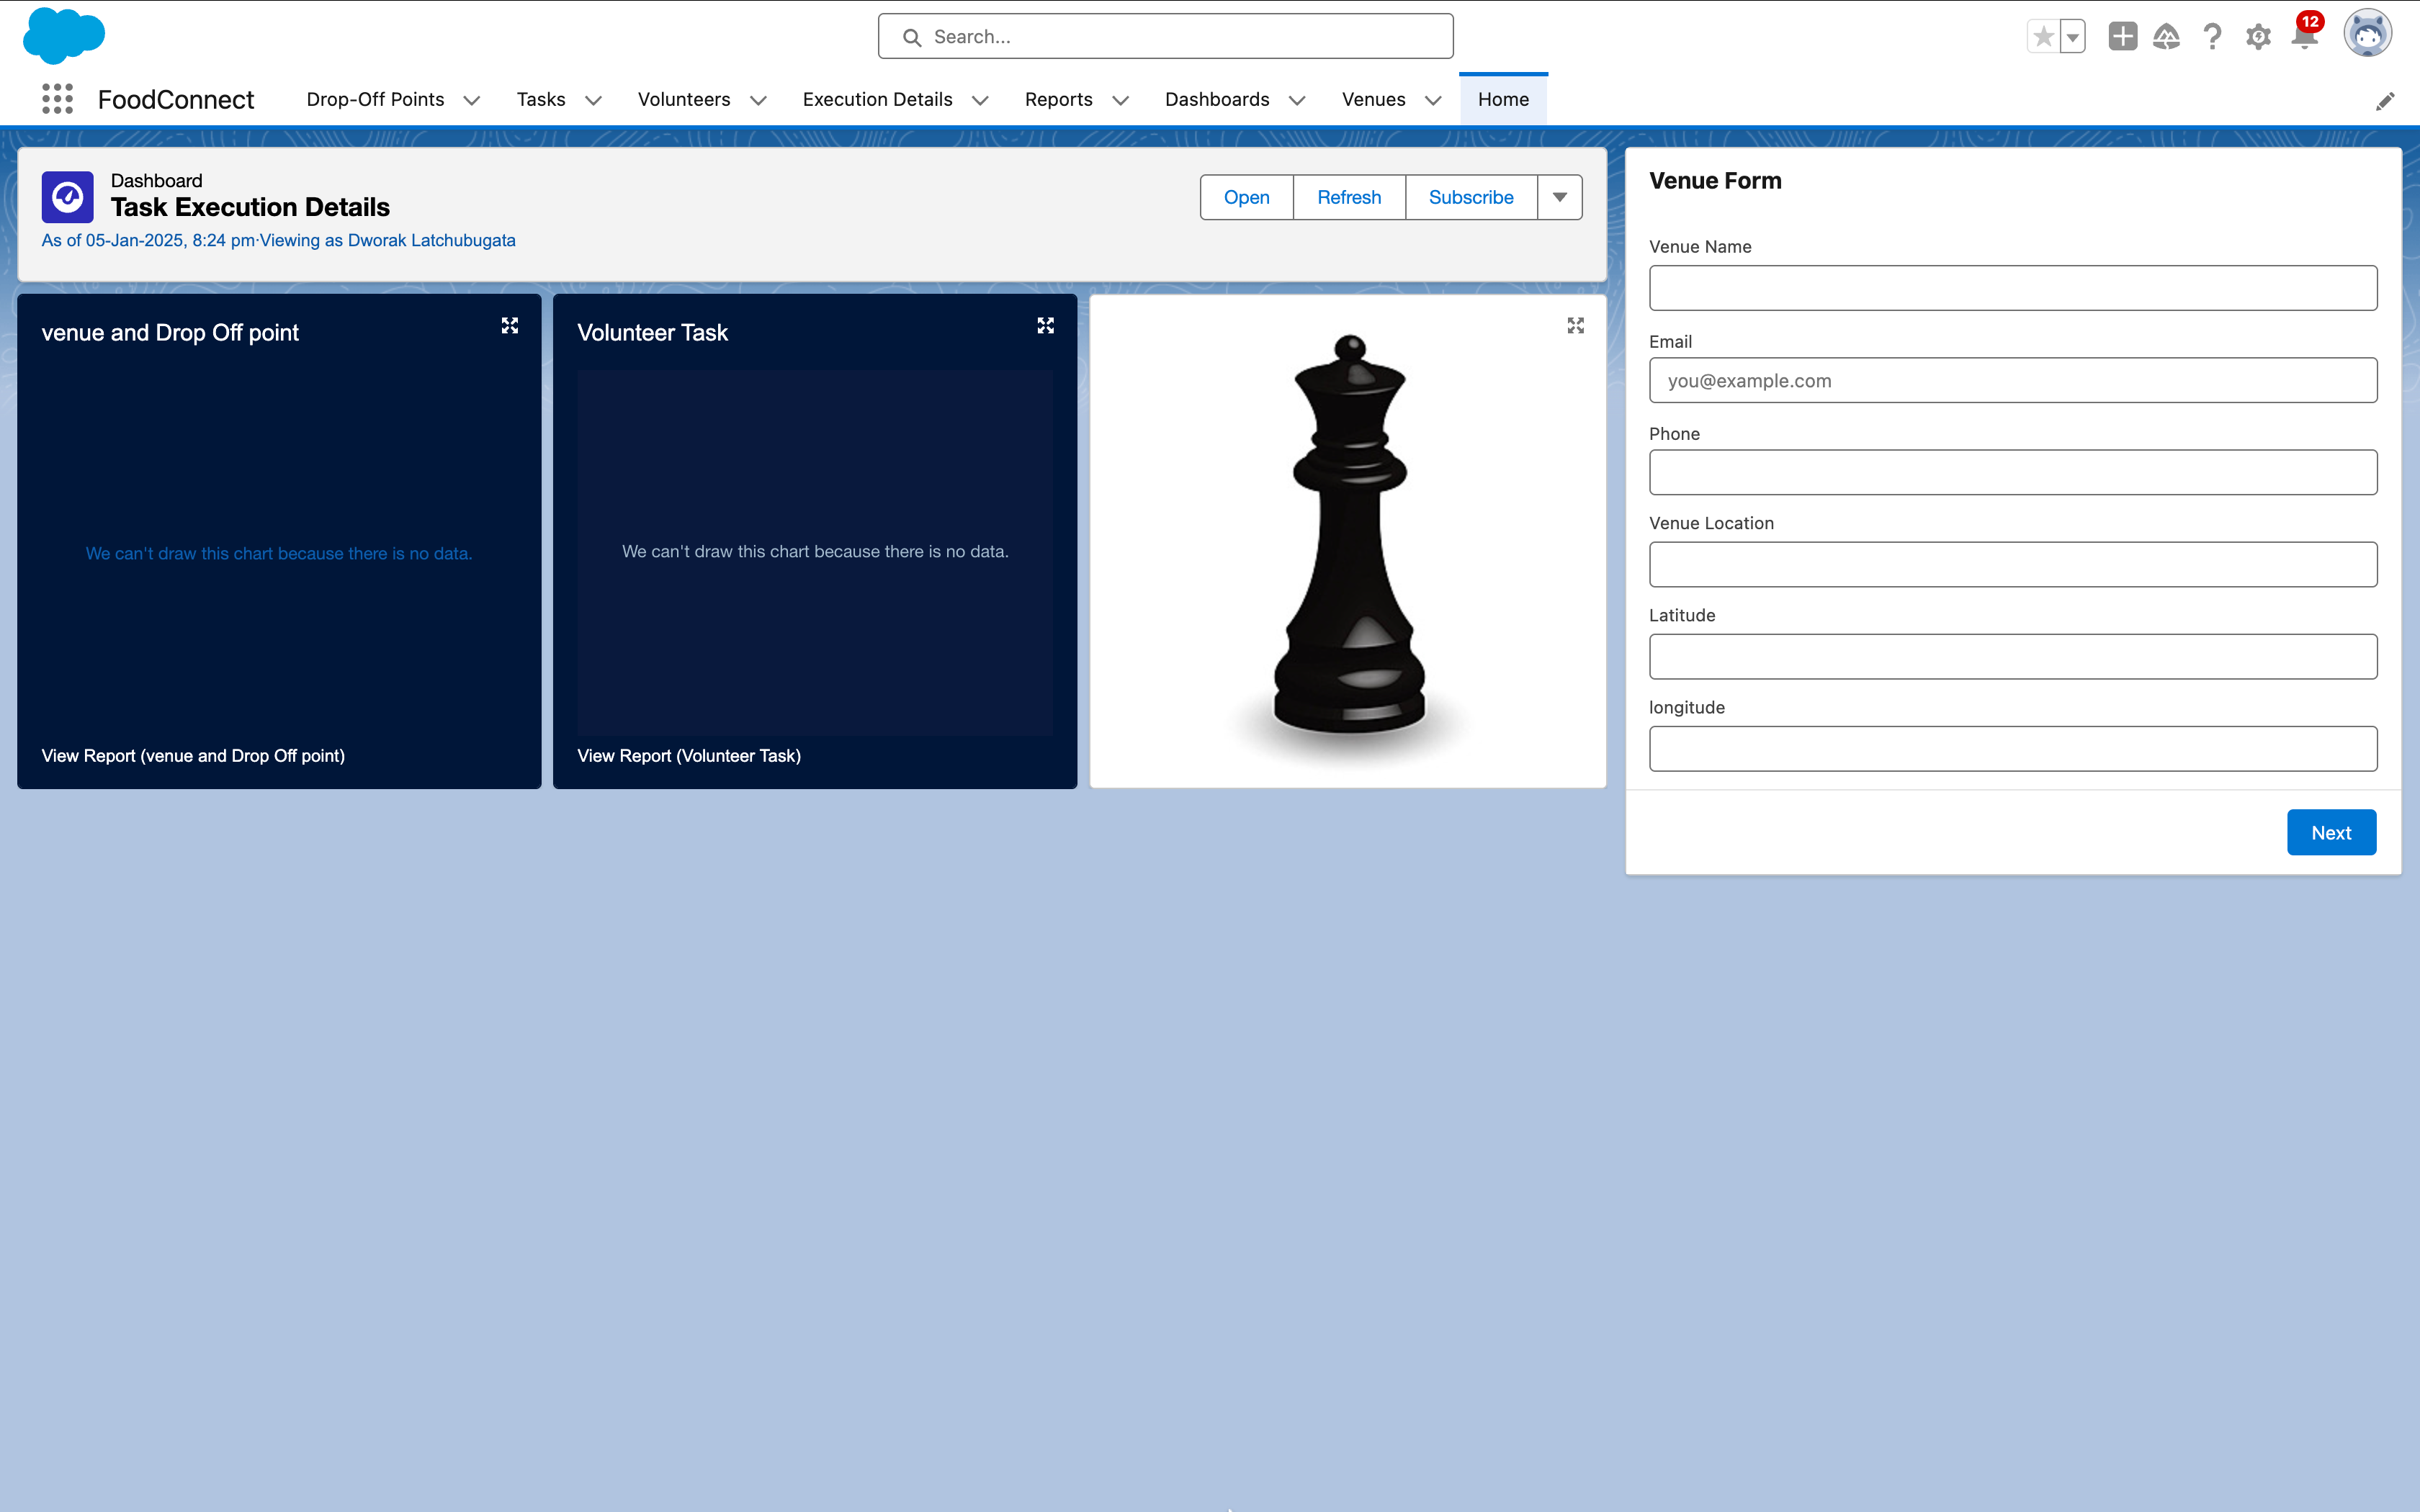 Search...
12
FoodConnect
Drop-Off Points
Tasks
Volunteers
Execution Details
Reports
Dashboards
Venues
Home
Dashboard
Task Execution Details
As of 05-Jan-2025, 8:24 pm·Viewing as Dworak Latchubugata
Open
Refresh
Subscribe
venue and Drop Off point
We can't draw this chart because there is no data.
View Report (venue and Drop Off point)
Volunteer Task
We can't draw this chart because there is no data.
View Report (Volunteer Task)
Venue Form
Venue Name
Email
you@example.com
Phone
Venue Location
Latitude
longitude
Next